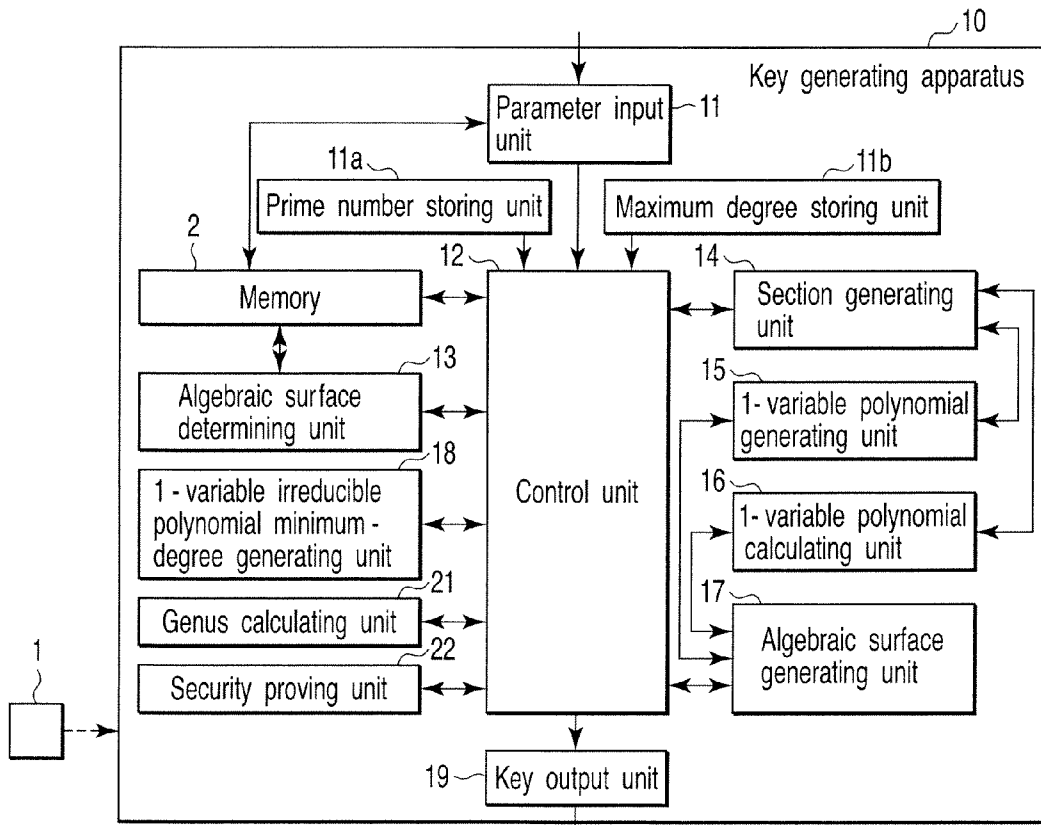 10
Key generating apparatus
Parameter input
unit
11
11a
Prime number storing unit
11b
Maximum degree storing unit
2
Memory
12
Control unit
14
Section generating
unit
13
Algebraic surface
determining unit
15
1- variable polynomial
generating unit
18
1 - variable irreducible
polynomial minimum -
degree generating unit
16
1- variable polynomial
calculating unit
21
Genus calculating unit
17
Algebraic surface
generating unit
22
Security proving unit
1
19
Key output unit